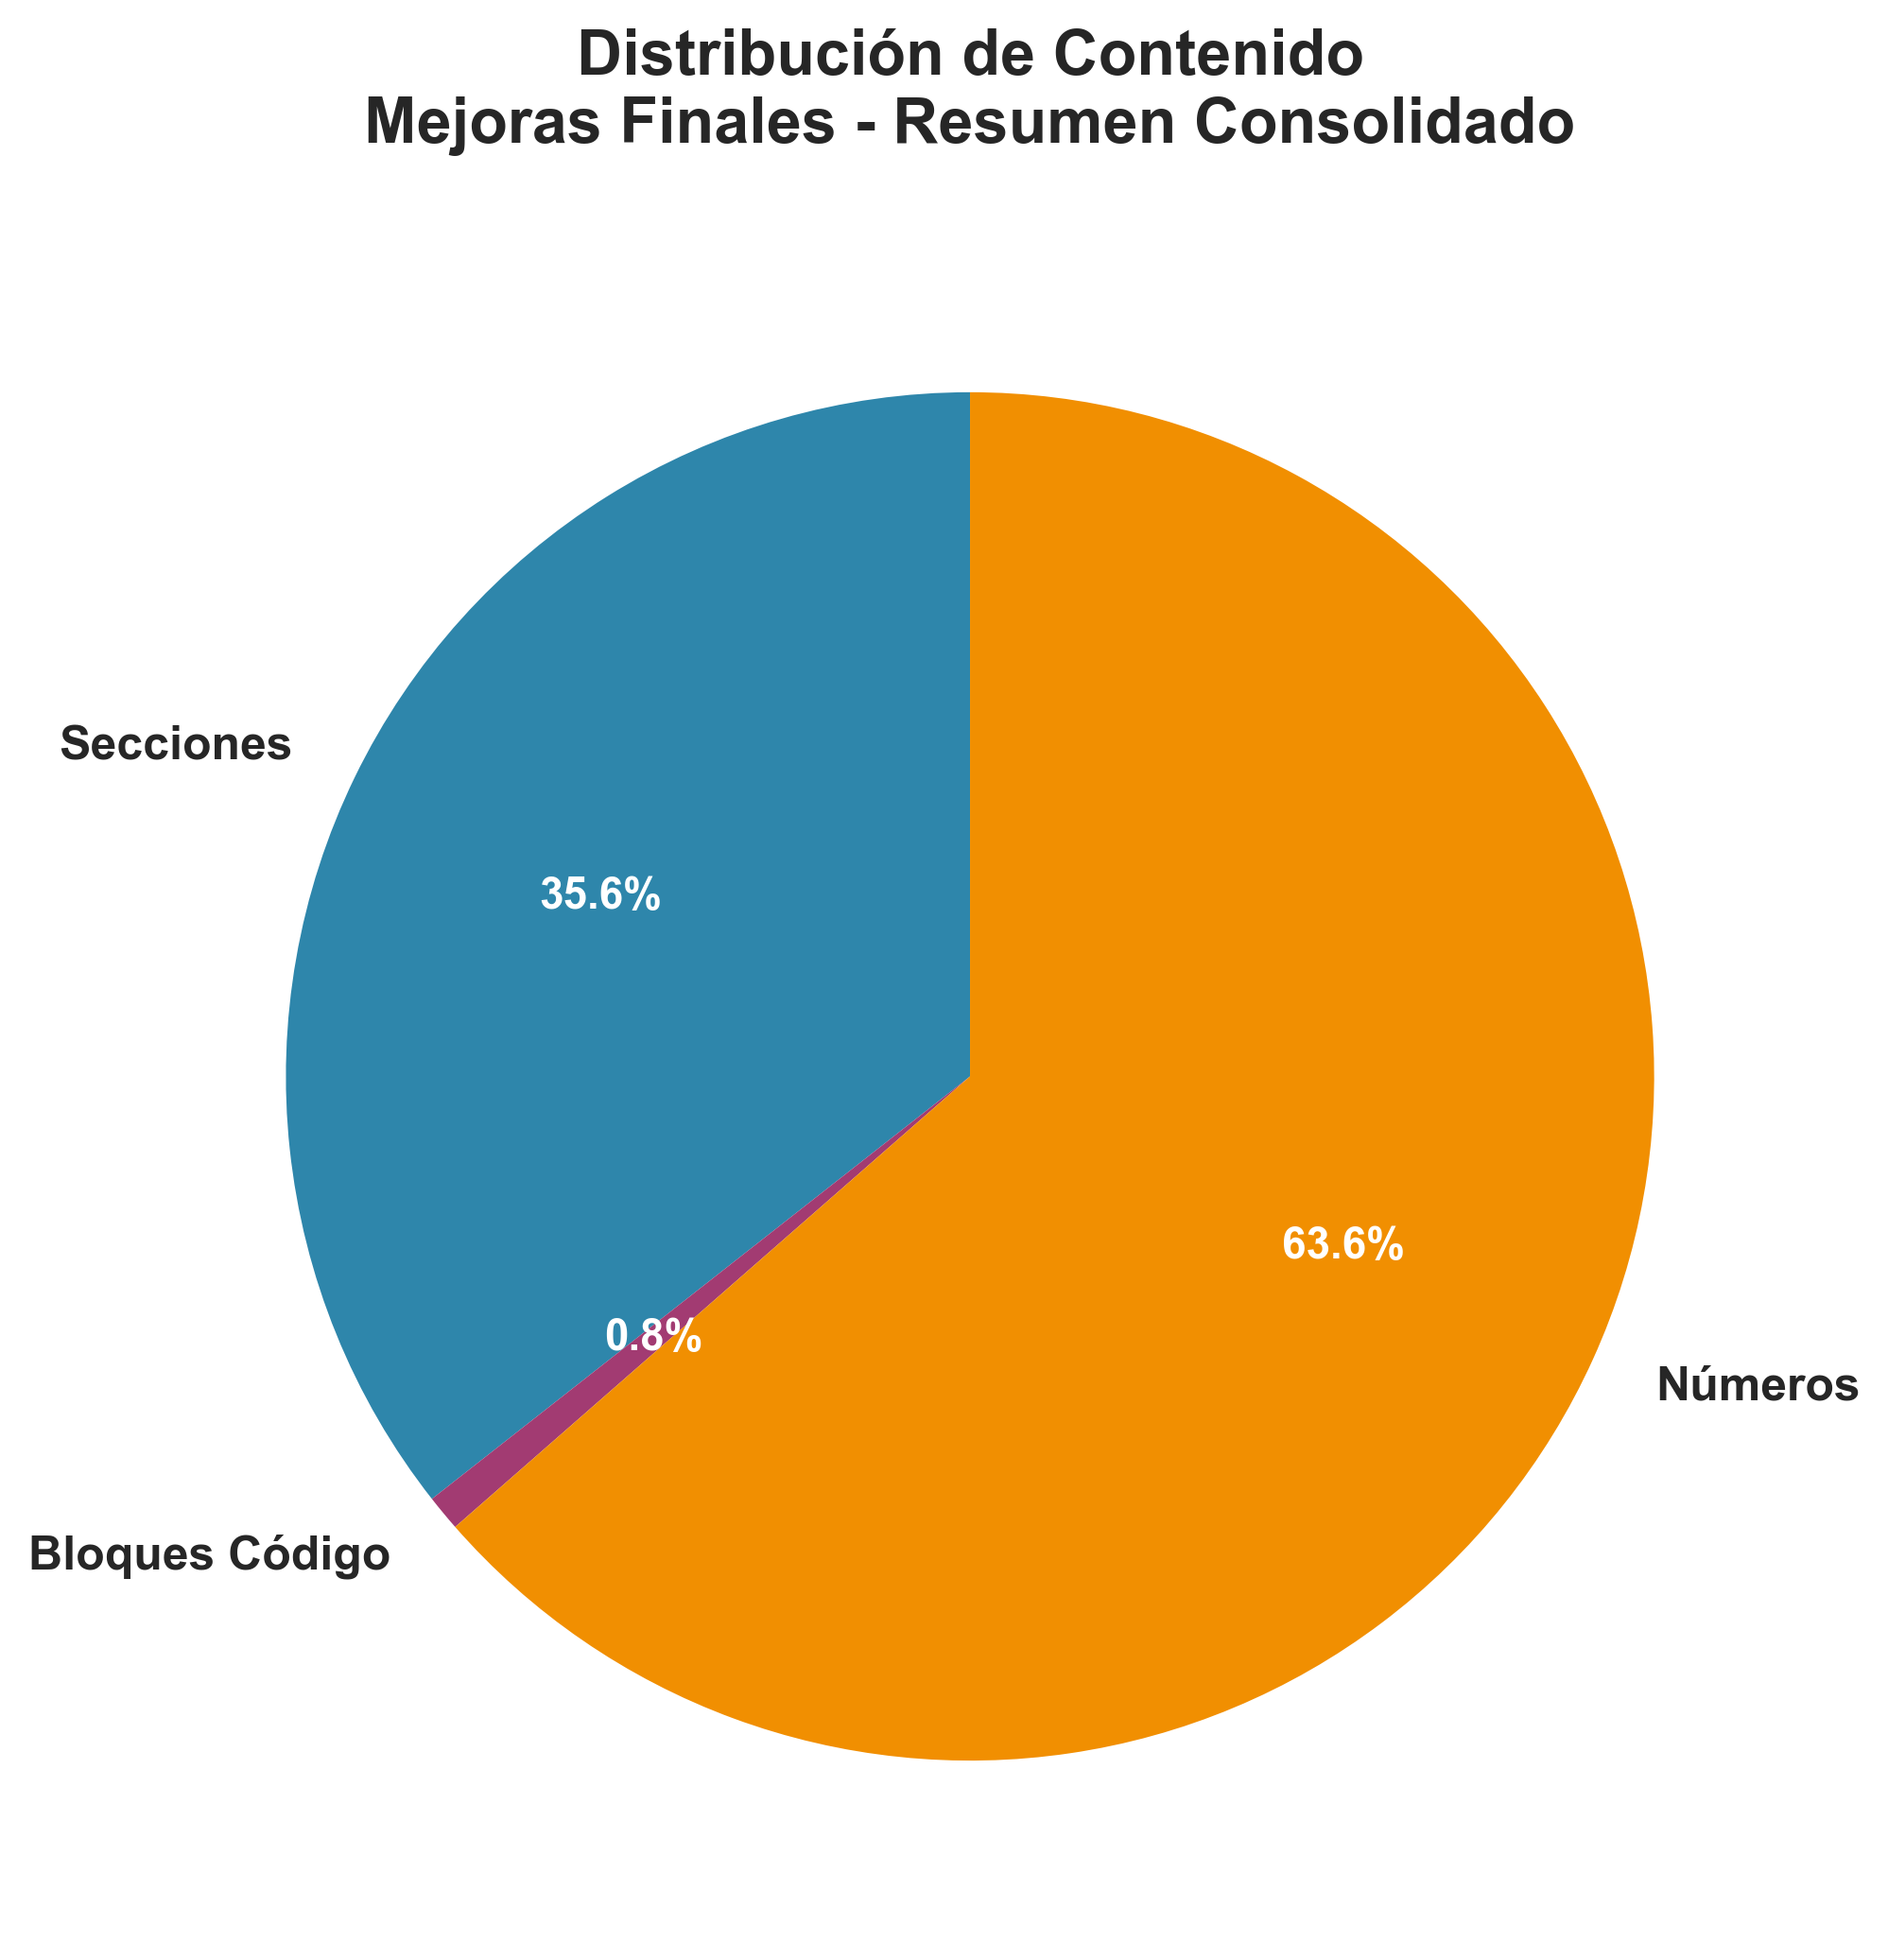 Distribución de Contenido
Mejoras Finales - Resumen Consolidado
Secciones
35.6%
63.6%
0.8%
Números
Bloques Código